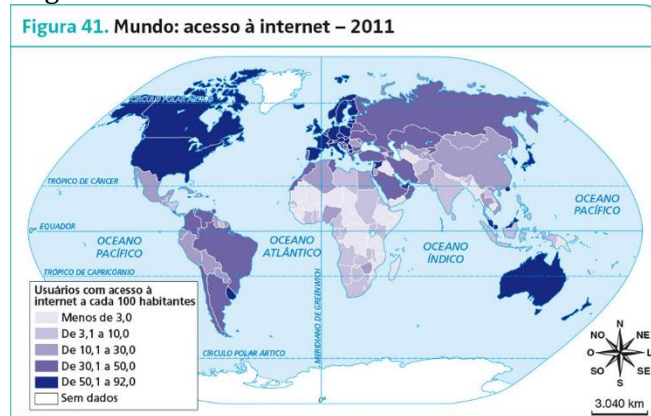 Figura 41. Mundo: acesso à internet – 2011
CÍRCULO POLAR ÁRTICO
TRÓPICO DE CÂNCER
OCEANO
PACÍFICO
EQUADOR
0°
OCEANO
PACÍFICO
OCEANO
ATLÂNTICO
OCEANO
ÍNDICO
TRÓPICO DE CAPRICÓRNIO
MERIDIANO DE GREENWICH
Usuários com acesso à
internet a cada 100 habitantes
Menos de 3,0
De 3,1 a 10,0
De 10,1 a 30,0
De 30,1 a 50,0
De 50,1 a 92,0
Sem dados
CÍRCULO POLAR ÁRTICO
0°
N
NO NE
O L
SO SE
S
3.040 km